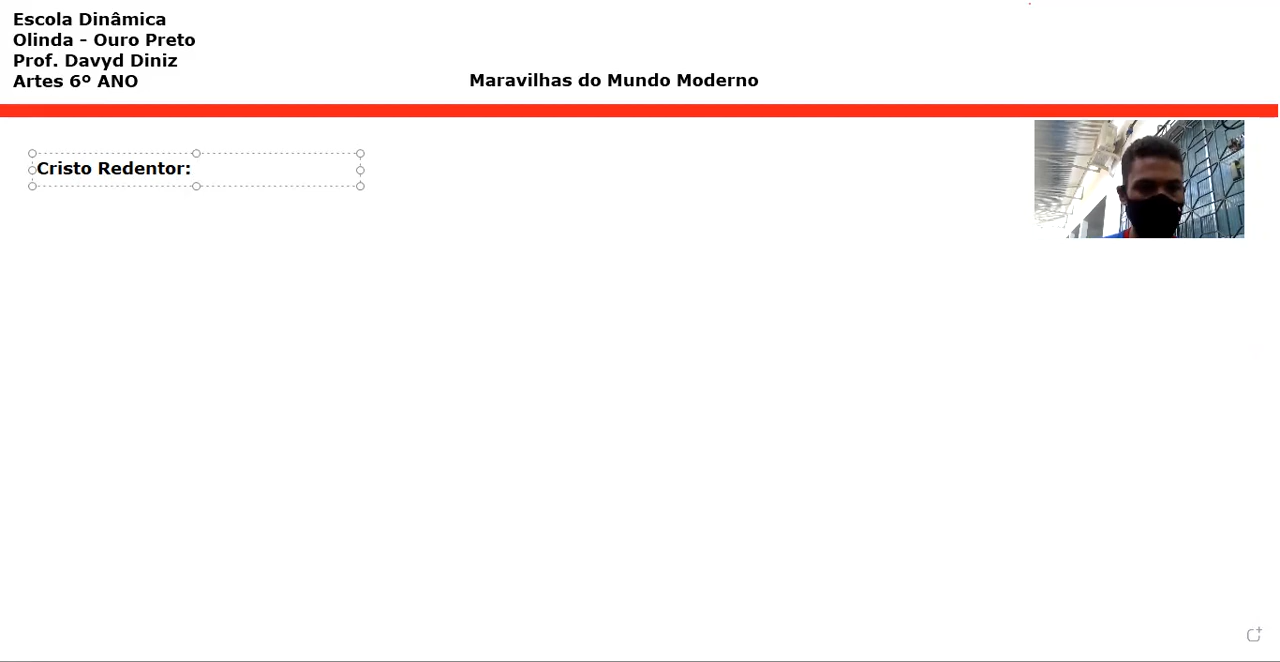 Escola Dinâmica
Olinda - Ouro Preto
Prof. Davyd Diniz
Artes 6º ANO
Maravilhas do Mundo Moderno
Cristo Redentor: